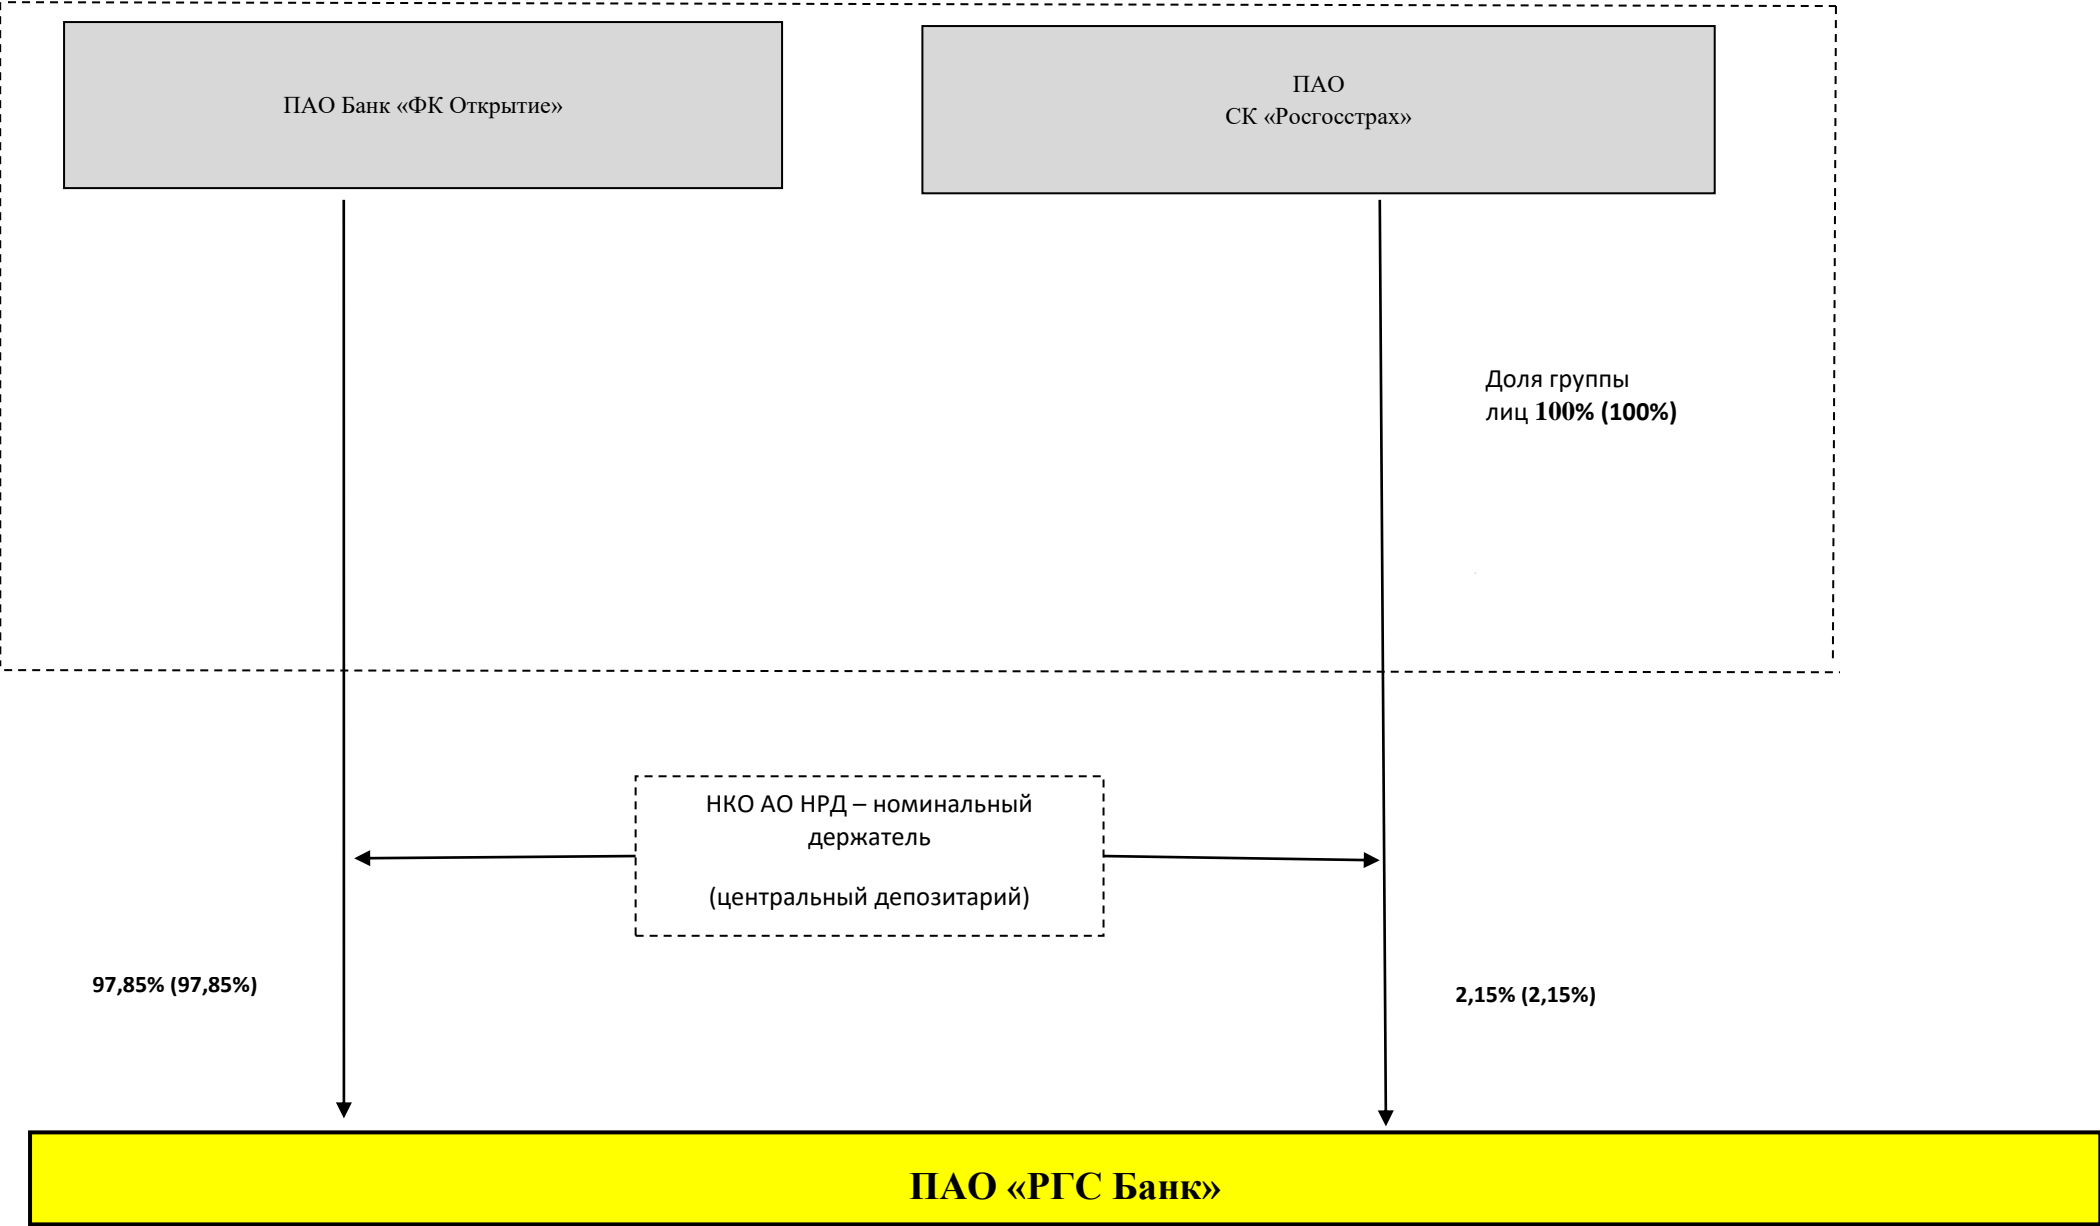 ПАО Банк «ФК Открытие»
ПАО
СК «Росгосстрах»
Доля группы
лиц 100% (100%)
НКО АО НРД – номинальный
держатель
(центральный депозитарий)
97,85% (97,85%)
2,15% (2,15%)
ПАО «РГС Банк»